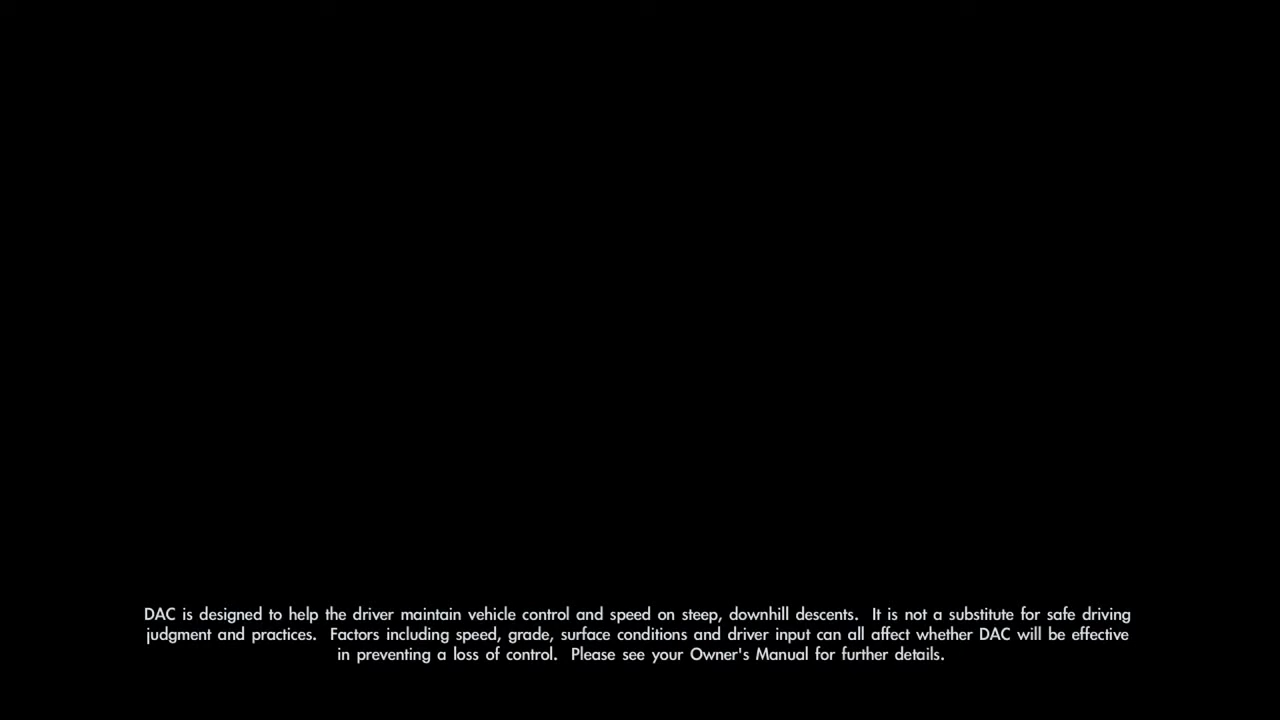 DAC is designed to help the driver maintain vehicle control and speed on steep, downhill descents.  It is not a substitute for safe driving
judgment and practices.  Factors including speed, grade, surface conditions and driver input can all affect whether DAC will be effective
in preventing a loss of control.  Please see your Owner's Manual for further details.